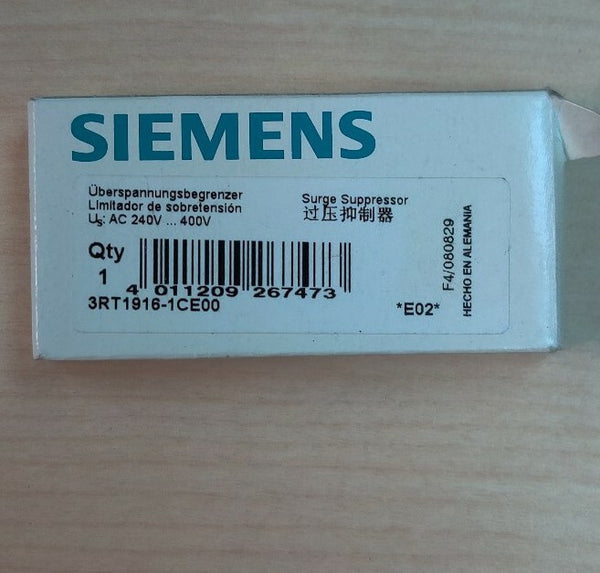 SIEMENS
Überspannungsbegrenzer
Limitador de sobretensión
Us: AC 240V ... 400V
Surge Suppressor
过压抑制器
Qty
1
4 011209 267473
3RT1916-1CE00
*E02*
F4/080829
HECHO EN ALEMANIA